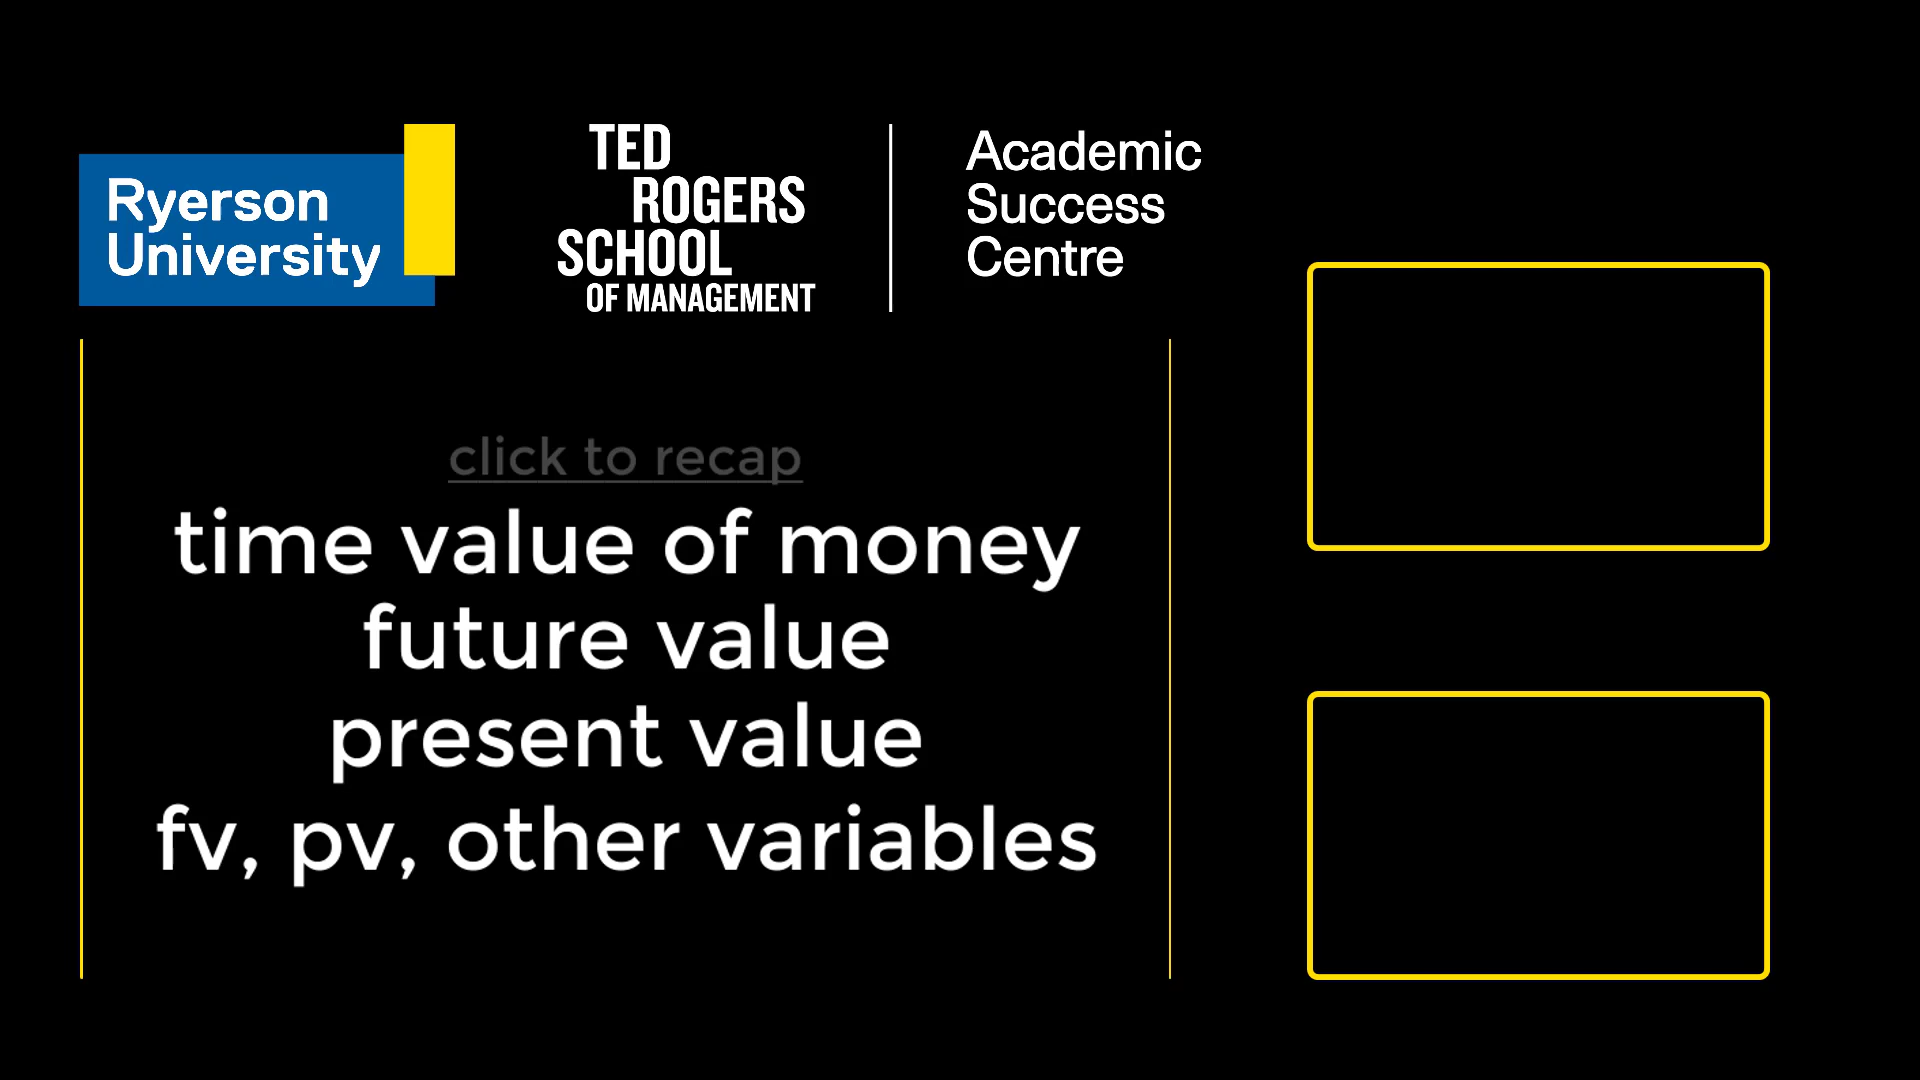 Ryerson
University
TED
ROGERS
SCHOOL
OF MANAGEMENT
Academic
Success
Centre
click to recap
time value of money
future value
present value
fv, pv, other variables